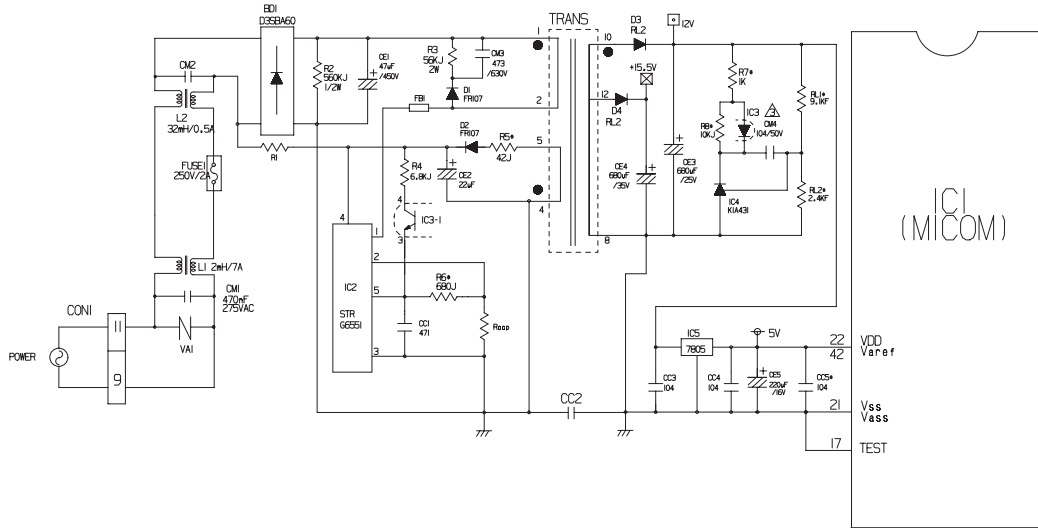 BD1
D3SBA60
CM2
L2
32mH/0.5A
FUSE1
250V/2A
L1 2mH/7A
CM1
470nF
275VAC
VA1
CON1
11
9
POWER
R1
R2
560KJ
1/2W
CE1
47uF
/450V
R3
56KJ
2W
CM3
473
/630V
D1
FR107
FB1
D2
FR107
R5*
42J
R4
6.8KJ
CE2
22uF
4
IC3-1
3
4
1
2
5
3
IC2
STR
G6551
R6*
680J
CC1
471
Rocp
CC2
TRANS
1
2
5
4
10
12
8
D3
RL2
12V
+15.5V
D4
RL2
CE4
680uF
/35V
CE3
680uF
/25V
R7*
1K
R8*
10KJ
IC3
3
CM4
104/50V
IC4
KIA431
RL1*
9.1KF
RL2*
2.4KF
IC5
7805
5V
CC3
104
CC4
104
CE5
220uF
/16V
CC5*
104
IC1
(MICOM)
22
VDD
42
Varef
21
Vss
Vass
17
TEST